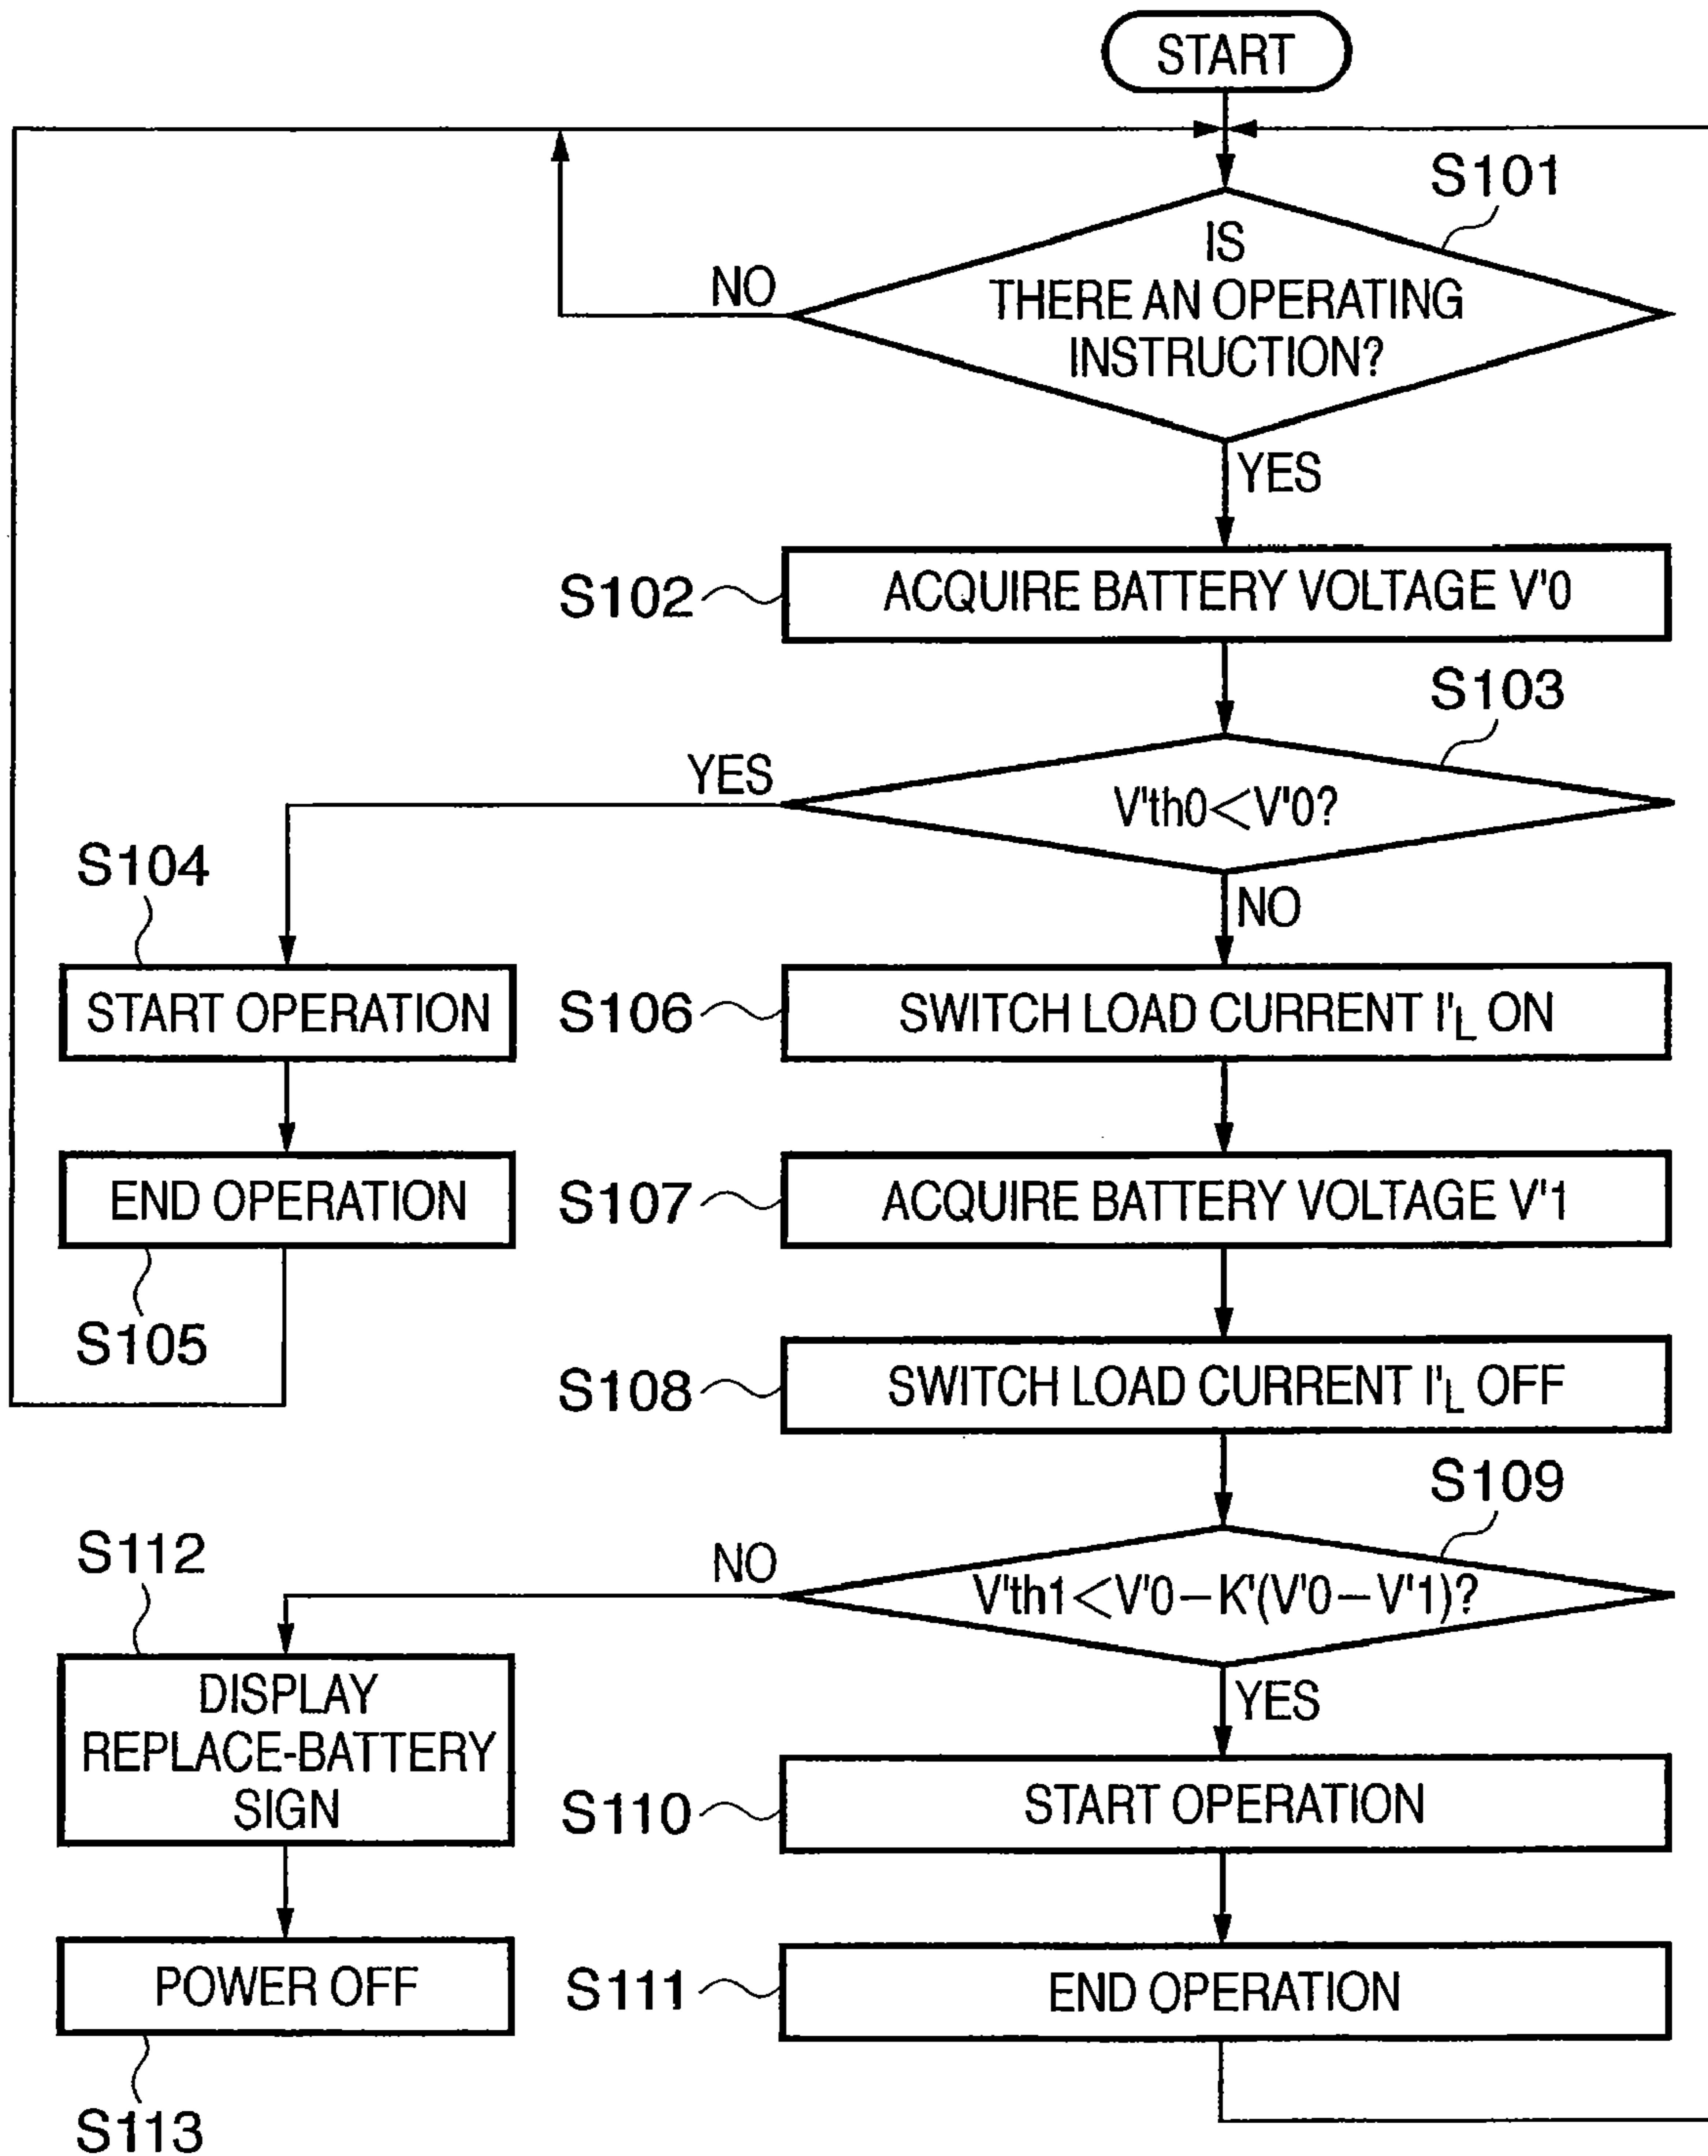 START
S101
IS
THERE AN OPERATING
INSTRUCTION?
NO
YES
S102
ACQUIRE BATTERY VOLTAGE V'0
S103
V'th0<V'0?
YES
NO
S104
START OPERATION
S106
SWITCH LOAD CURRENT I'L ON
END OPERATION
S105
S107
ACQUIRE BATTERY VOLTAGE V'1
S108
SWITCH LOAD CURRENT I'L OFF
S109
V'th1<V'0-K'(V'0-V'1)?
NO
YES
S112
DISPLAY
REPLACE-BATTERY
SIGN
S110
START OPERATION
POWER OFF
S113
S111
END OPERATION